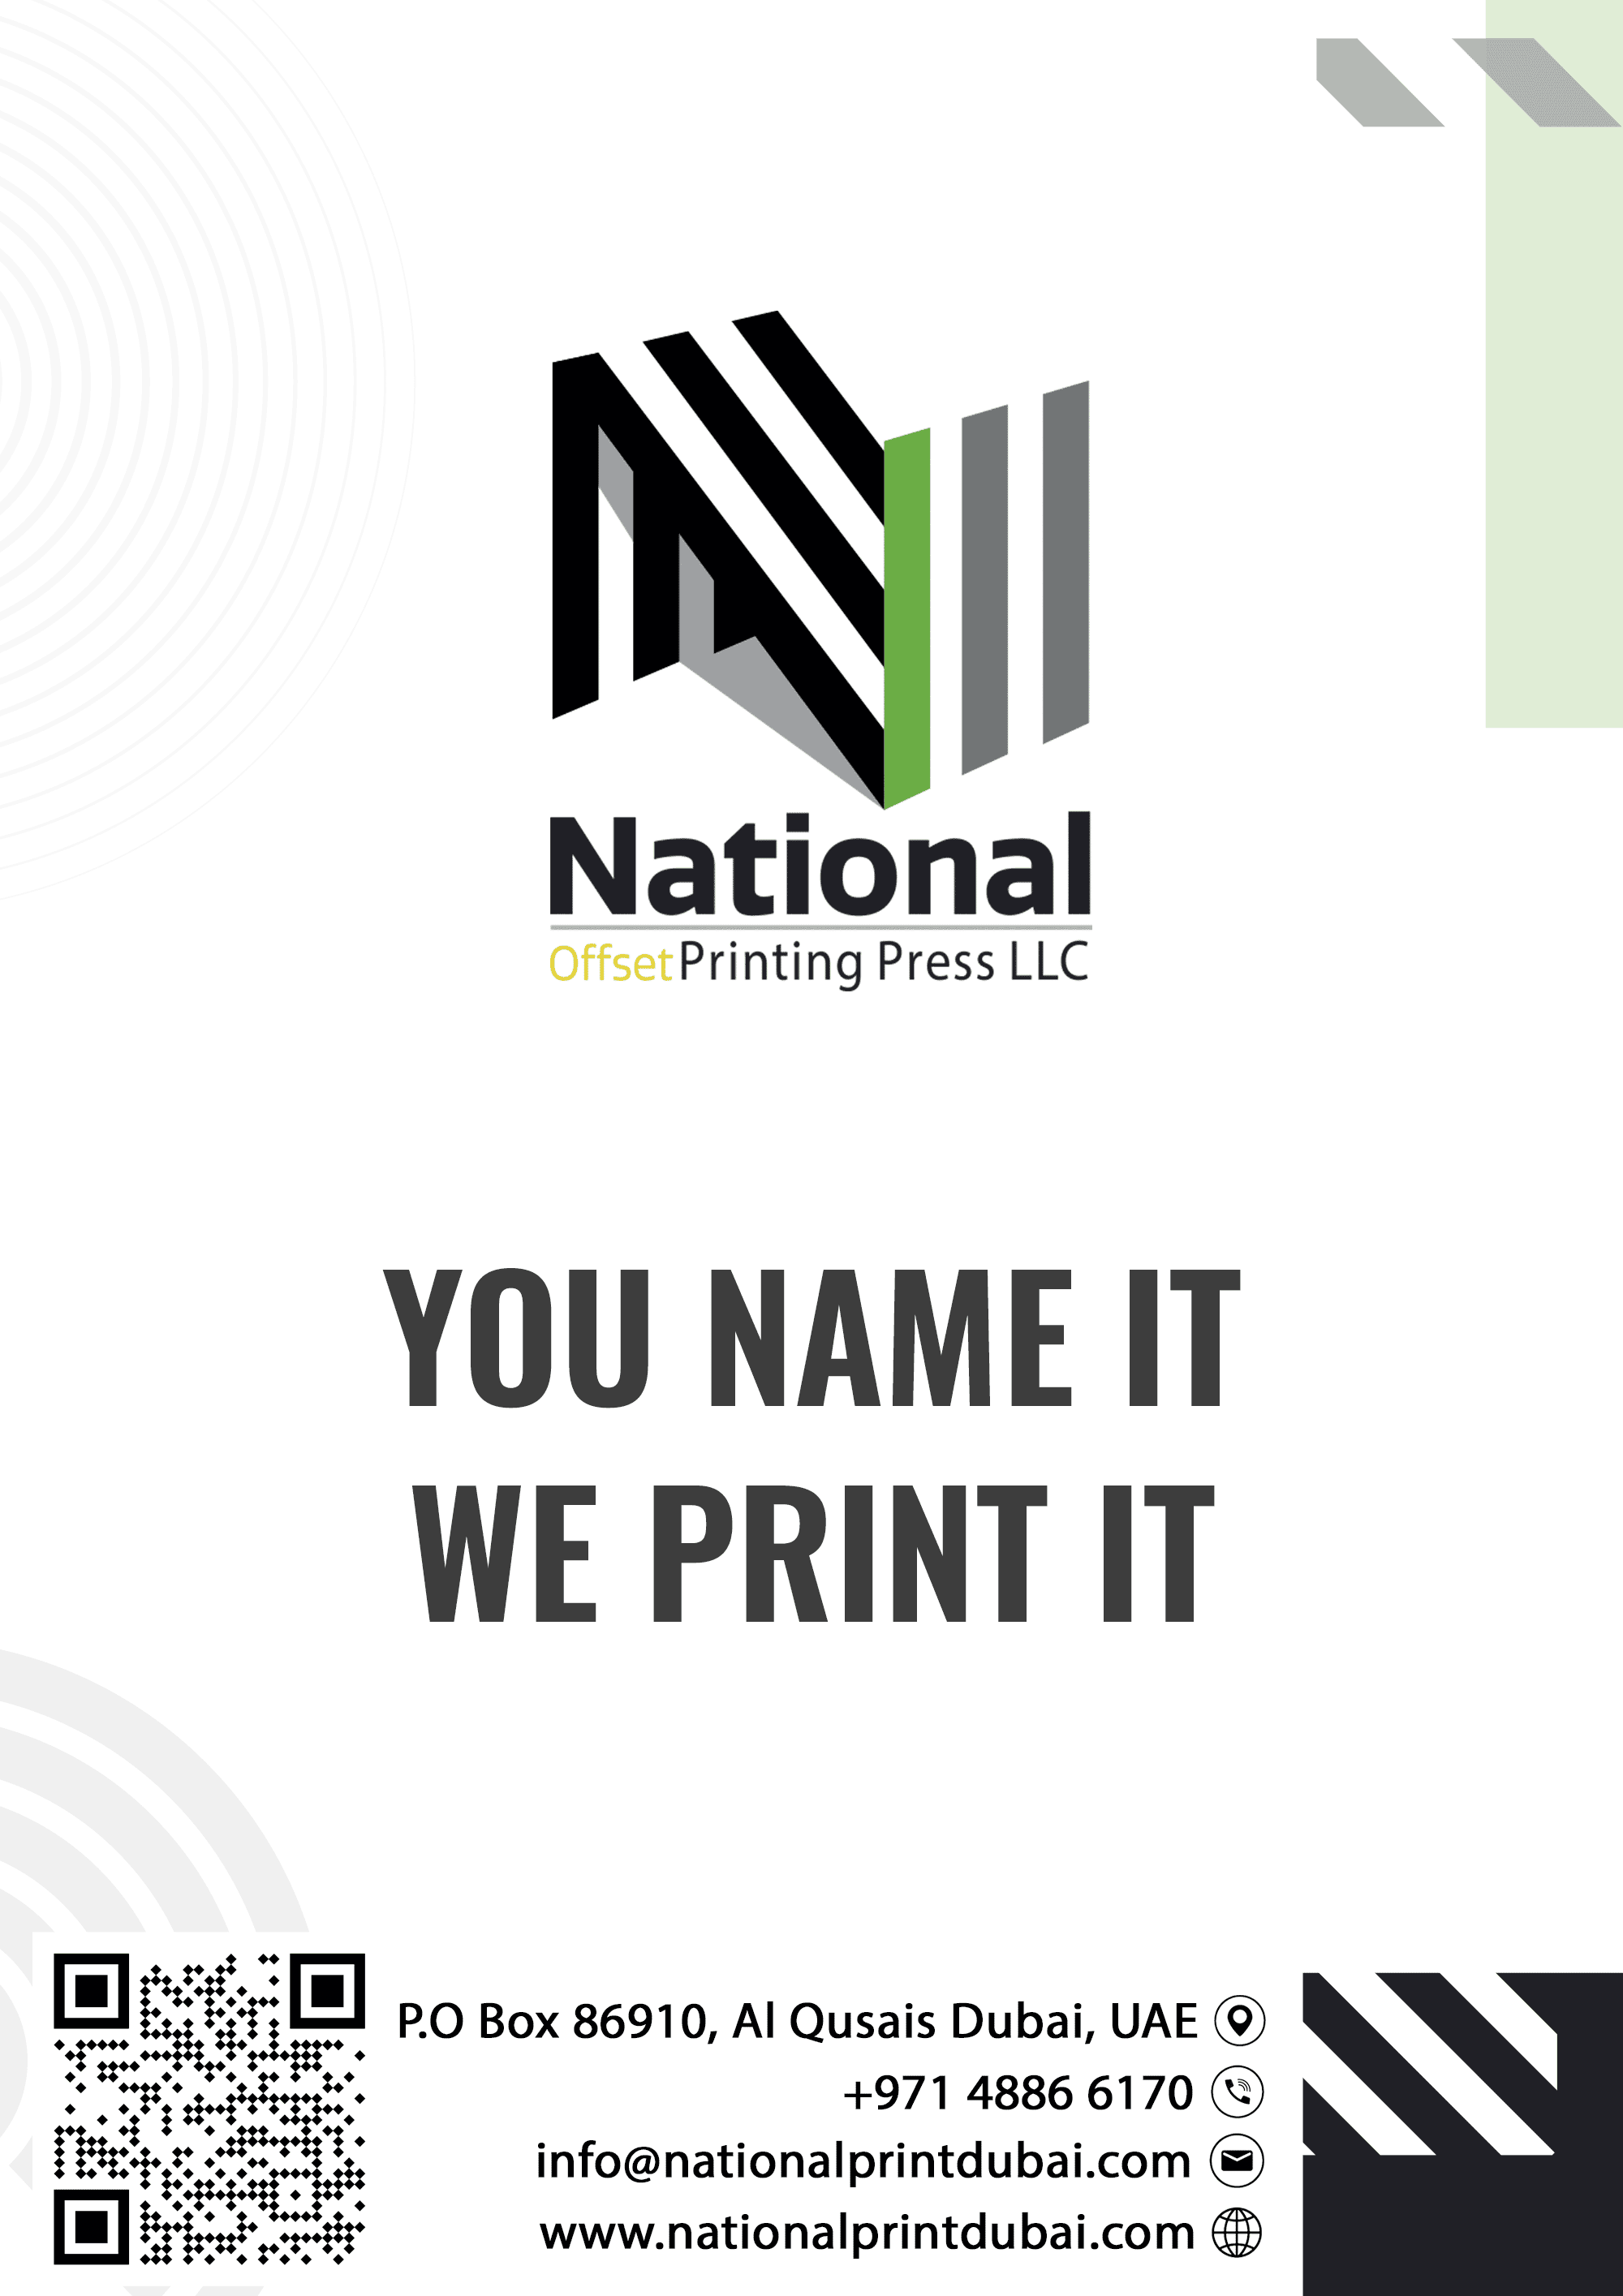 National
Offset Printing Press LLC
YOU NAME IT
WE PRINT IT
P.O Box 86910, Al Qusais Dubai, UAE
+971 4886 6170
info@nationalprintdubai.com
www.nationalprintdubai.com